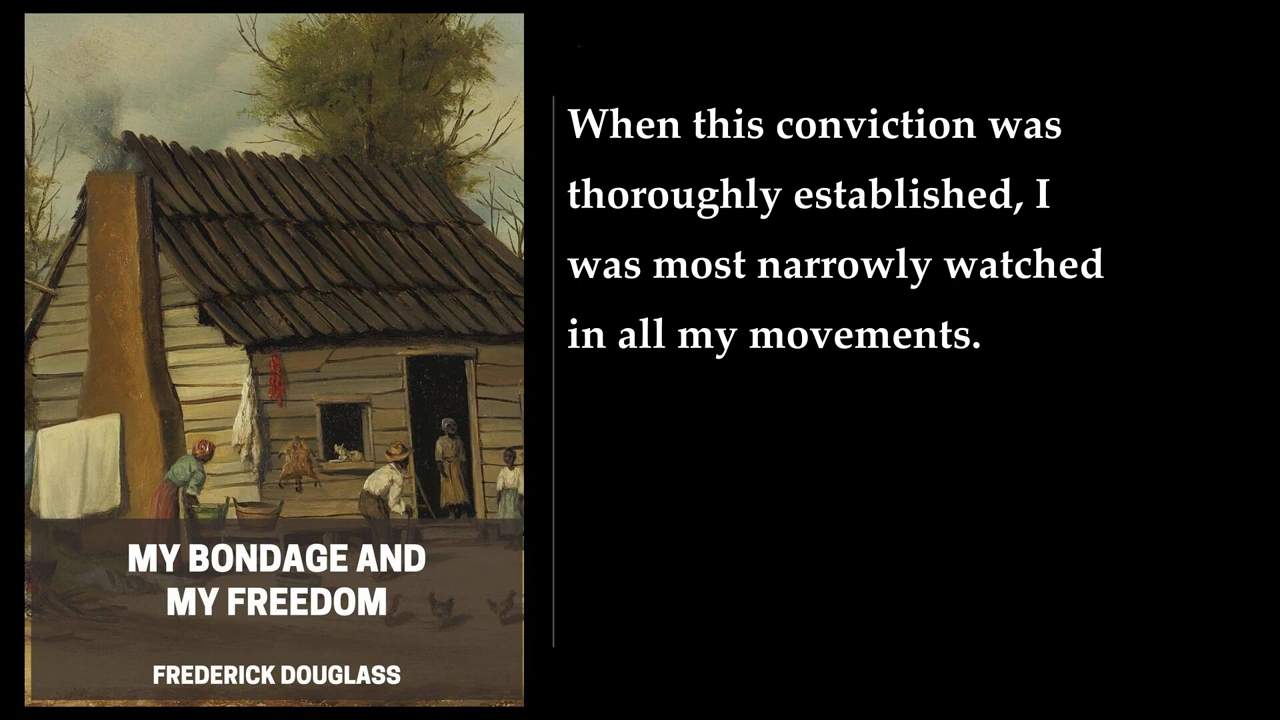 When this conviction was
thoroughly established, I
was most narrowly watched
in all my movements.
MY BONDAGE AND
MY FREEDOM
FREDERICK DOUGLASS